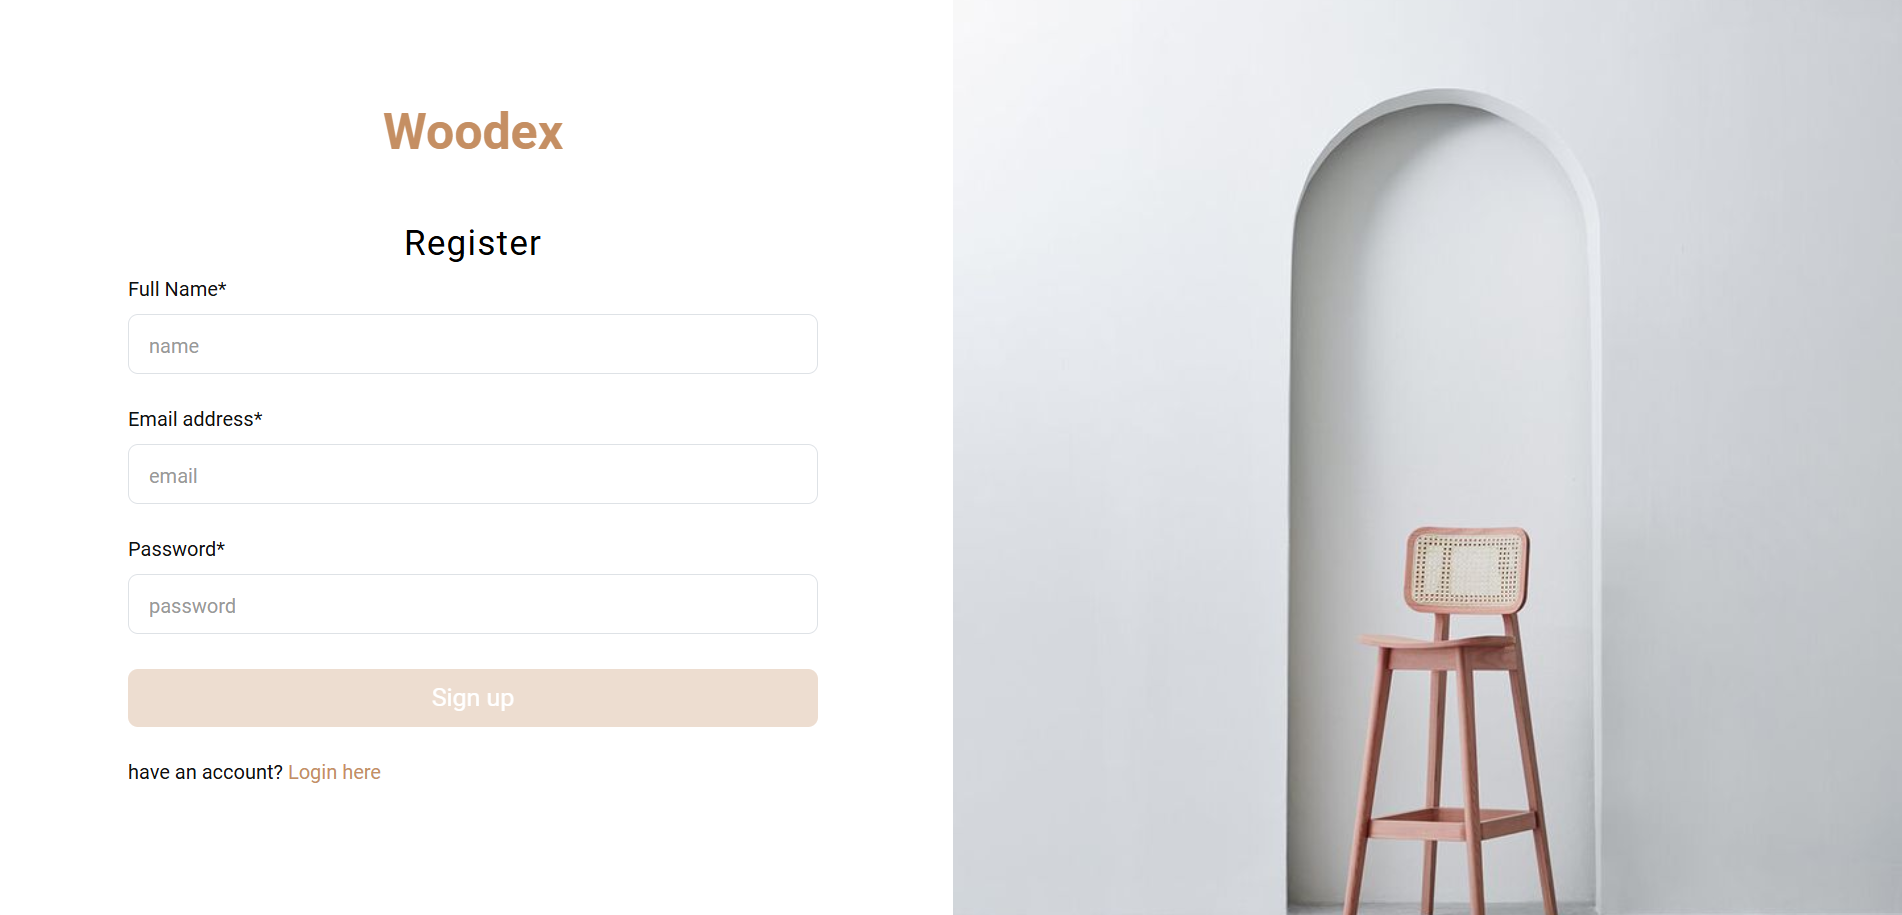 Woodex
Register
Full Name*
name
Email address*
email
Password*
password
Sign up
have an account? Login here